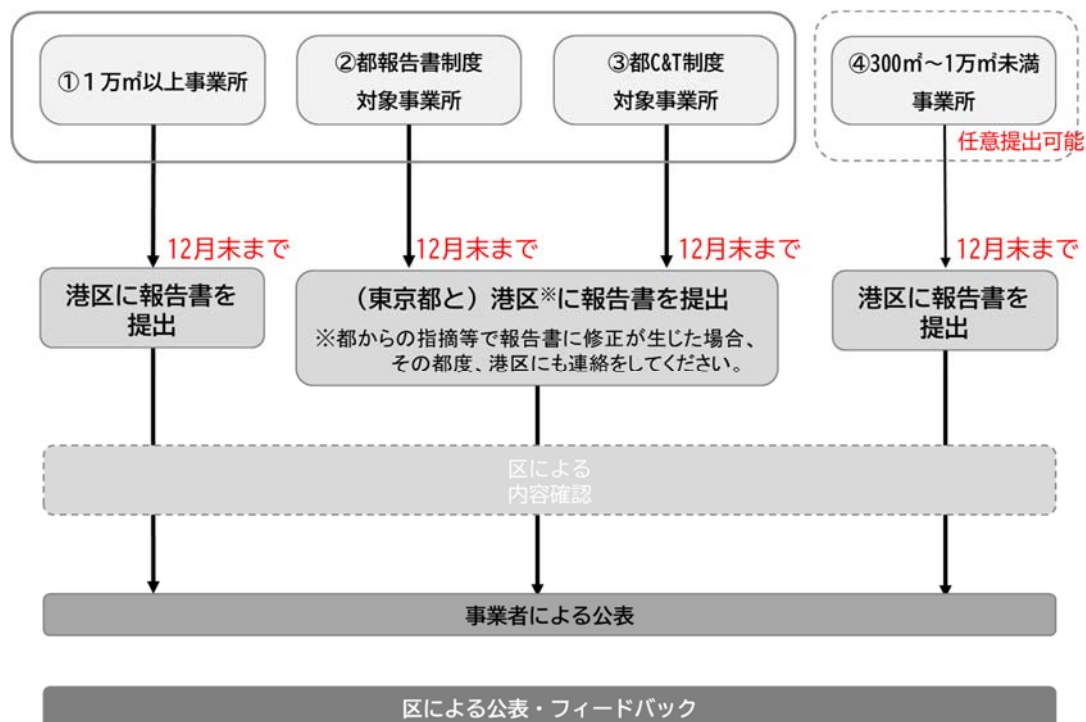 ①１万㎡以上事業所
②都報告書制度
対象事業所
③都C&T制度
対象事業所
④300㎡～1万㎡未満
事業所
任意提出可能
12月末まで
12月末まで
12月末まで
12月末まで
港区に報告書を
提出
（東京都と）港区※に報告書を提出
※都からの指摘等で報告書に修正が生じた場合、
その都度、港区にも連絡をしてください。
港区に報告書を
提出
区による
内容確認
事業者による公表
区による公表・フィードバック